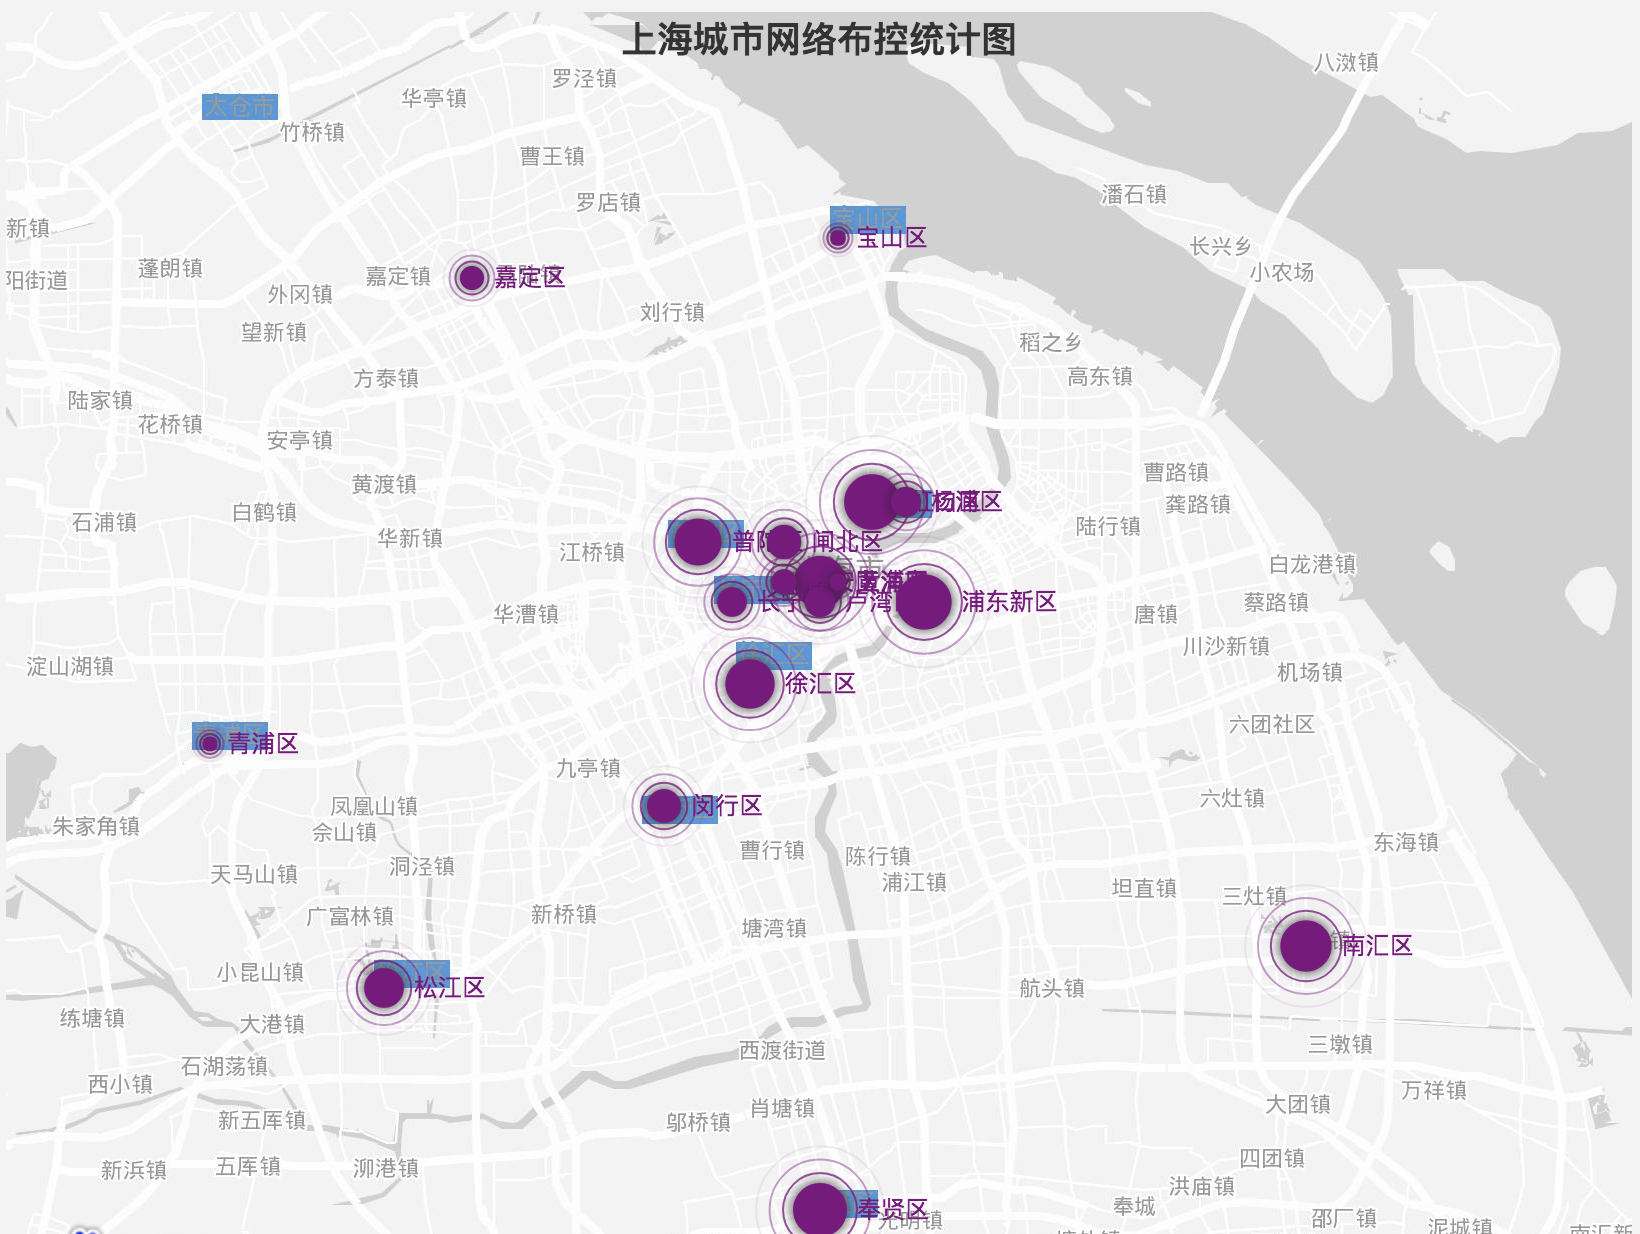 上海城市网络布控统计图
八滧镇
罗泾镇
华亭镇
太仓市
竹桥镇
曹王镇
潘石镇
罗店镇
宝山区
新镇
宝山区
长兴乡
蓬朗镇
嘉定镇
嘉定区
小农场
阳街道
外冈镇
刘行镇
望新镇
稻之乡
方泰镇
高东镇
陆家镇
花桥镇
安亭镇
曹路镇
黄渡镇
龚路镇
杨浦区
白鹤镇
石浦镇
陆行镇
华新镇
普陀区
闸北区
江桥镇
白龙港镇
长宁
卢湾
浦东新区
蔡路镇
华漕镇
唐镇
川沙新镇
淀山湖镇
机场镇
徐汇区
六团社区
青浦区
九亭镇
六灶镇
凤凰山镇
闵行区
朱家角镇
佘山镇
东海镇
曹行镇
陈行镇
洞泾镇
天马山镇
浦江镇
坦直镇
三灶镇
广富林镇
新桥镇
塘湾镇
镇
南汇区
小昆山镇
区
松江区
航头镇
练塘镇
大港镇
三墩镇
西渡街道
石湖荡镇
西小镇
万祥镇
大团镇
肖塘镇
新五厍镇
邬桥镇
四团镇
新浜镇
五厍镇
泖港镇
洪庙镇
奉贤区
奉城
光明镇
邵厂镇
泥城镇
南汇新